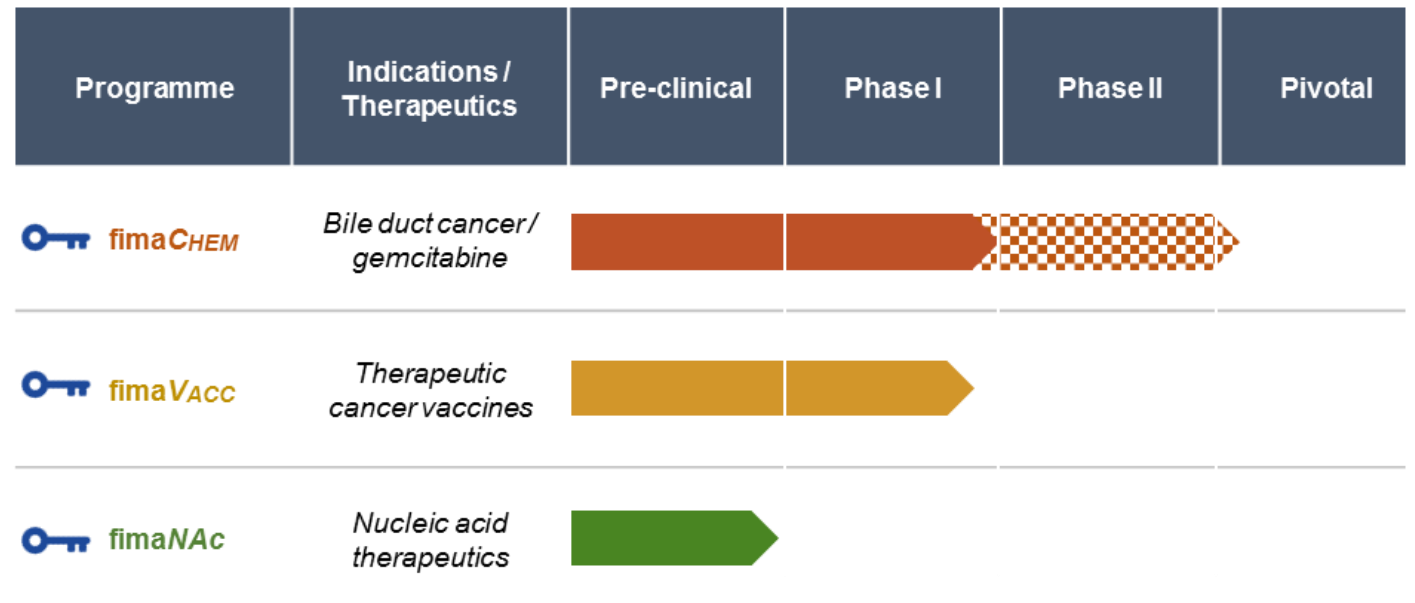 Programme
Indications /
Therapeutics
Pre-clinical
Phase I
Phase II
Pivotal
fimaCHEM
Bile duct cancer /
gemcitabine
fimaVACC
Therapeutic
cancer vaccines
fimaNAc
Nucleic acid
therapeutics